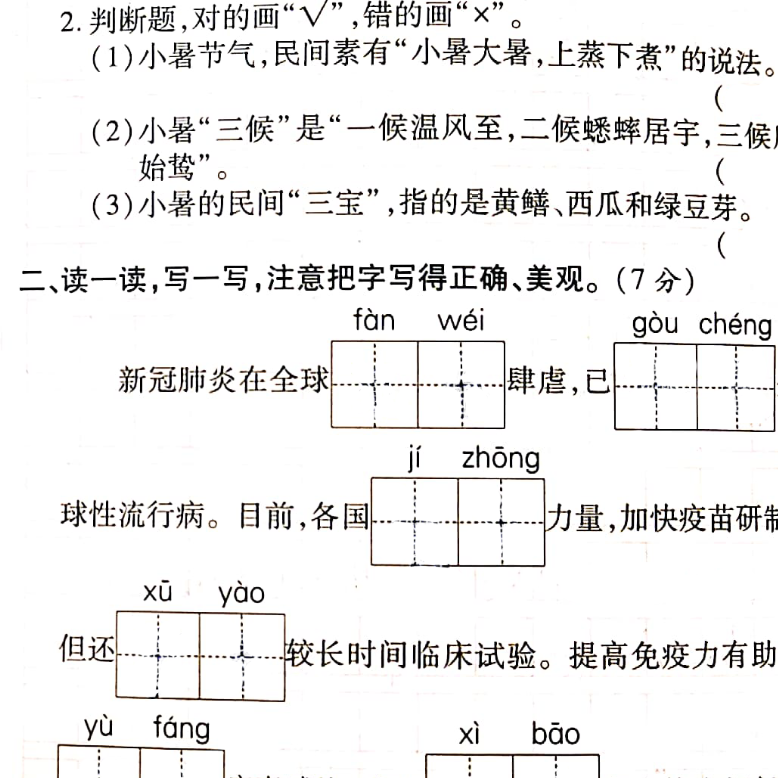 2.判断题,对的画“√”,错的画“×”。
(1)小暑节气,民间素有“小暑大暑,上蒸下煮”的说法。
(
(2)小暑“三候”是“一候温风至,二候蟋蟀居宇,三候
始鸷”。
(
(3)小暑的民间“三宝”,指的是黄鳝、西瓜和绿豆芽。
(
二、读一读,写一写,注意把字写得正确、美观。(7分)
fàn wéi gòu chéng
新冠肺炎在全球 肆虐,已
jí zhōng
球性流行病。目前,各国 力量,加快疫苗研制
xū yào
但还 较长时间临床试验。提高免疫力有助
yù fáng xì bāo